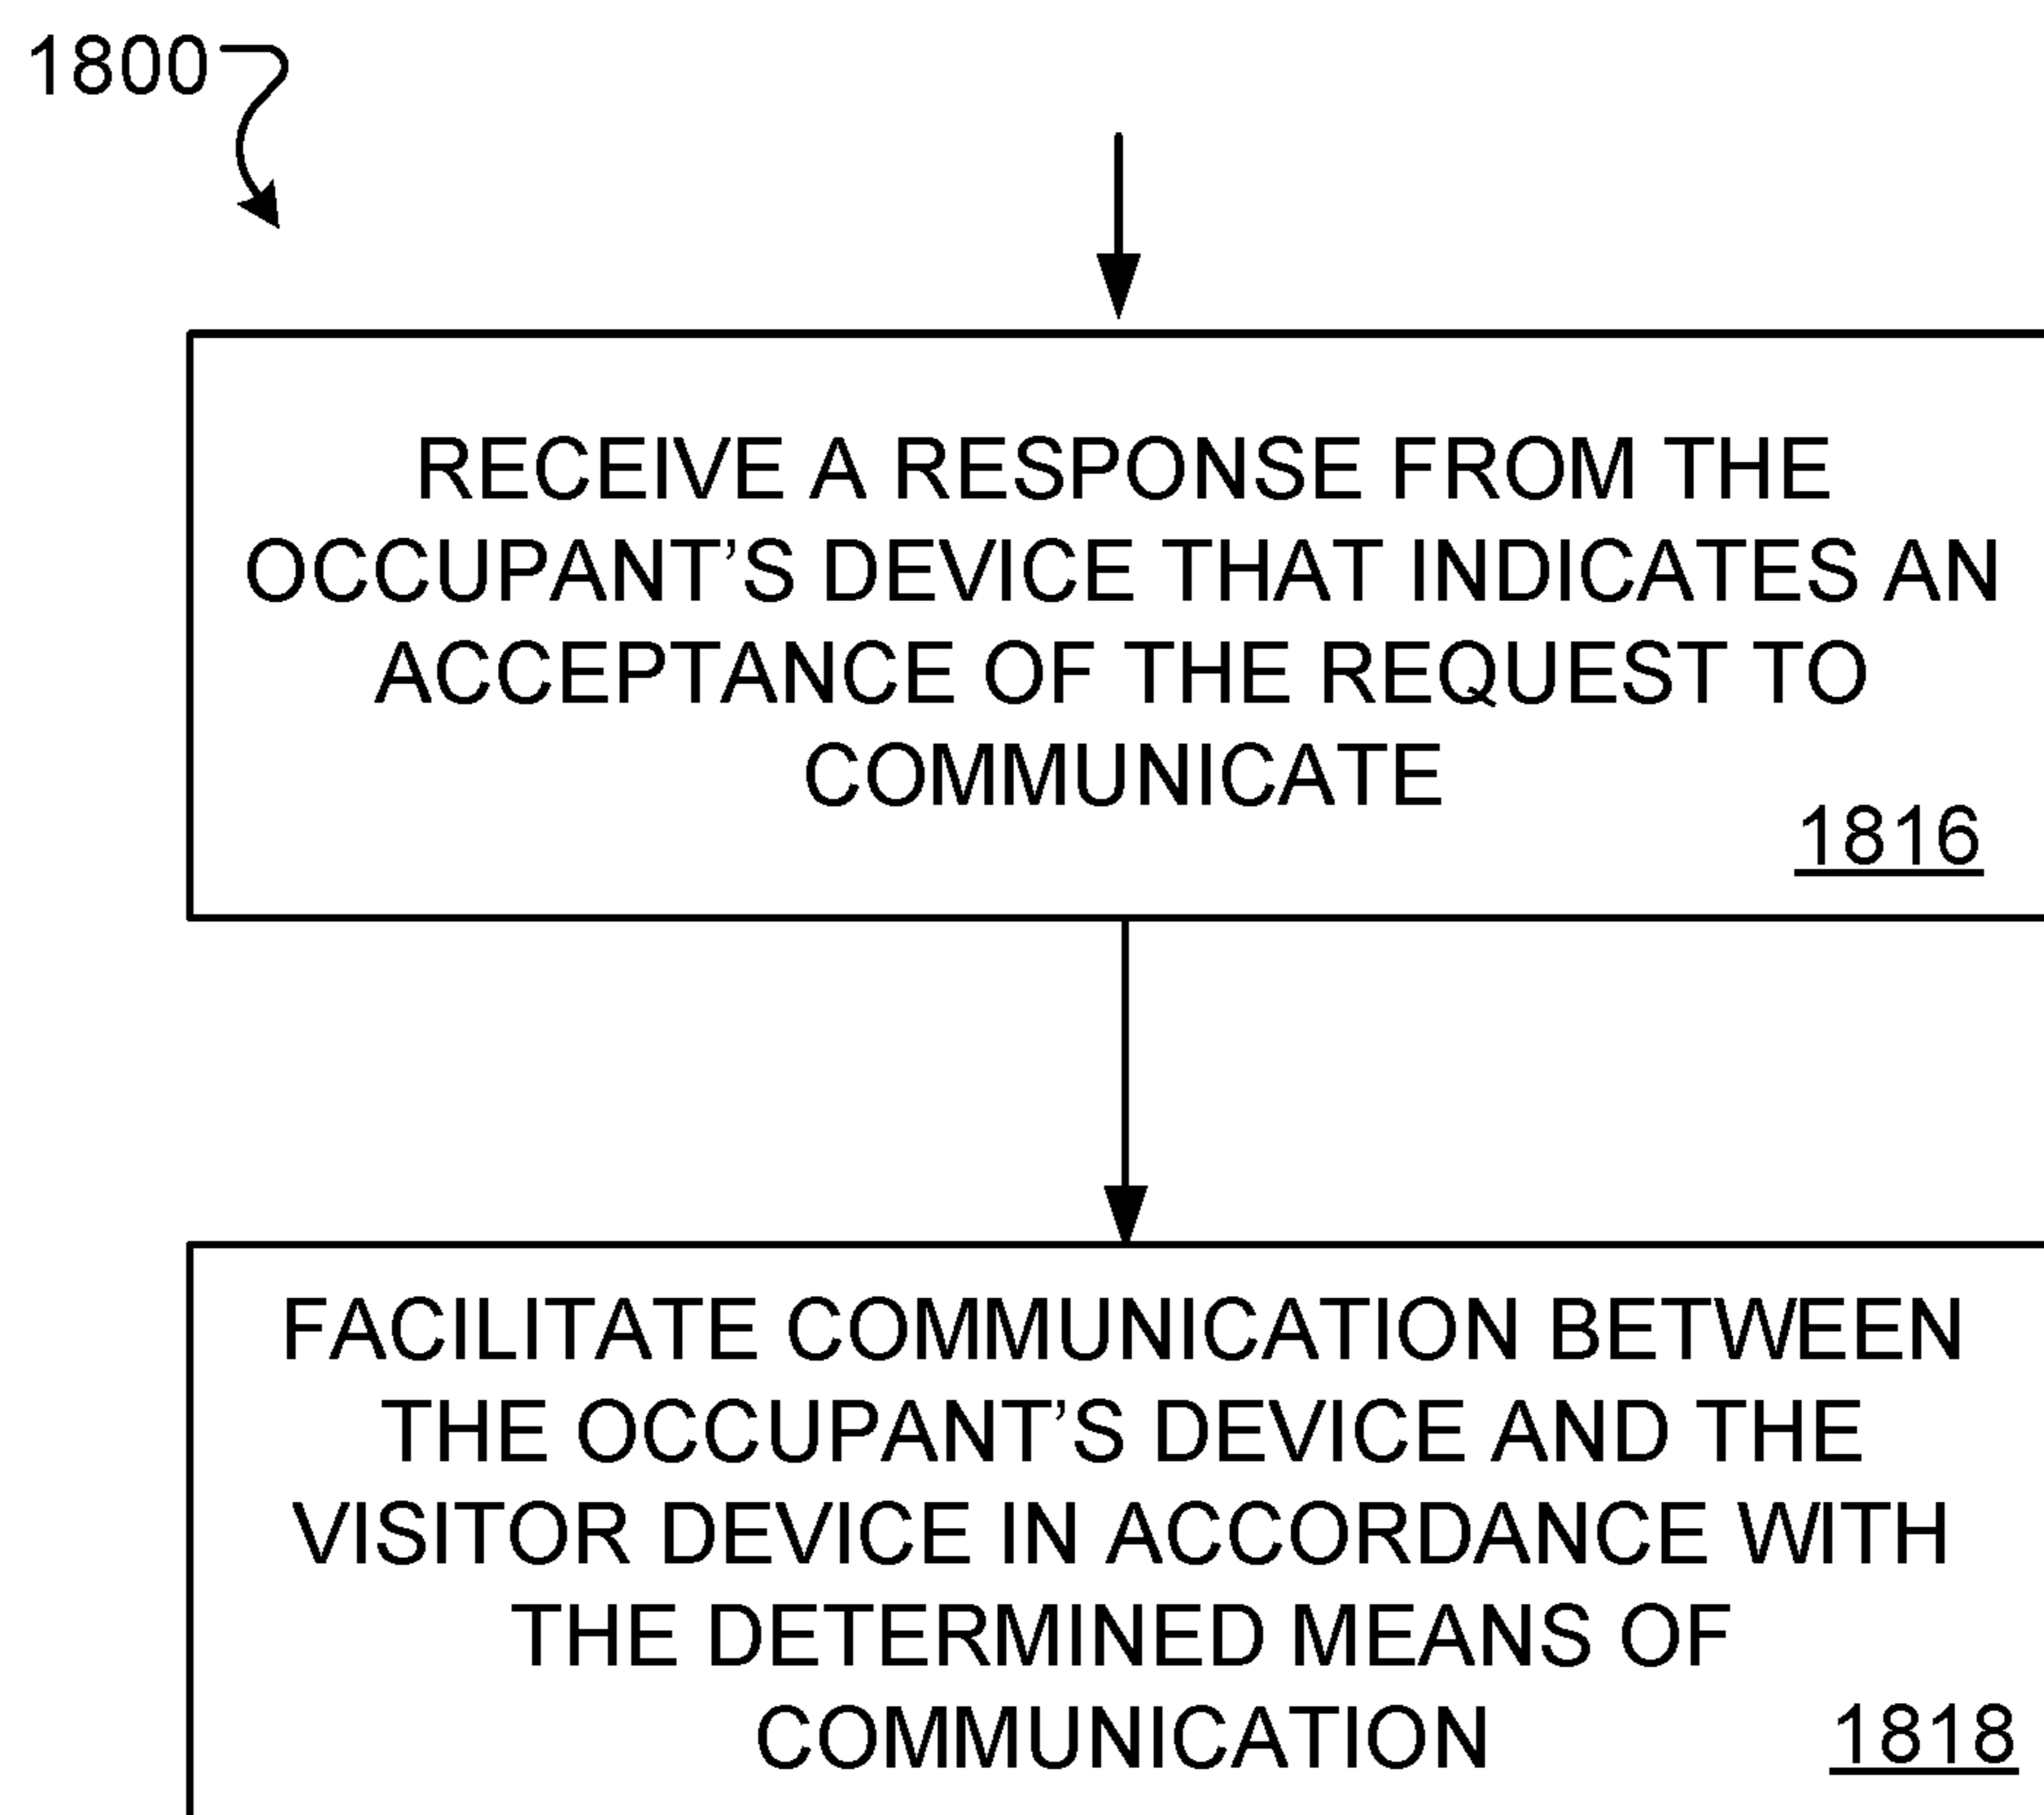 1800
RECEIVE A RESPONSE FROM THE
OCCUPANT'S DEVICE THAT INDICATES AN
ACCEPTANCE OF THE REQUEST TO
COMMUNICATE
1816
FACILITATE COMMUNICATION BETWEEN
THE OCCUPANT'S DEVICE AND THE
VISITOR DEVICE IN ACCORDANCE WITH
THE DETERMINED MEANS OF
COMMUNICATION
1818